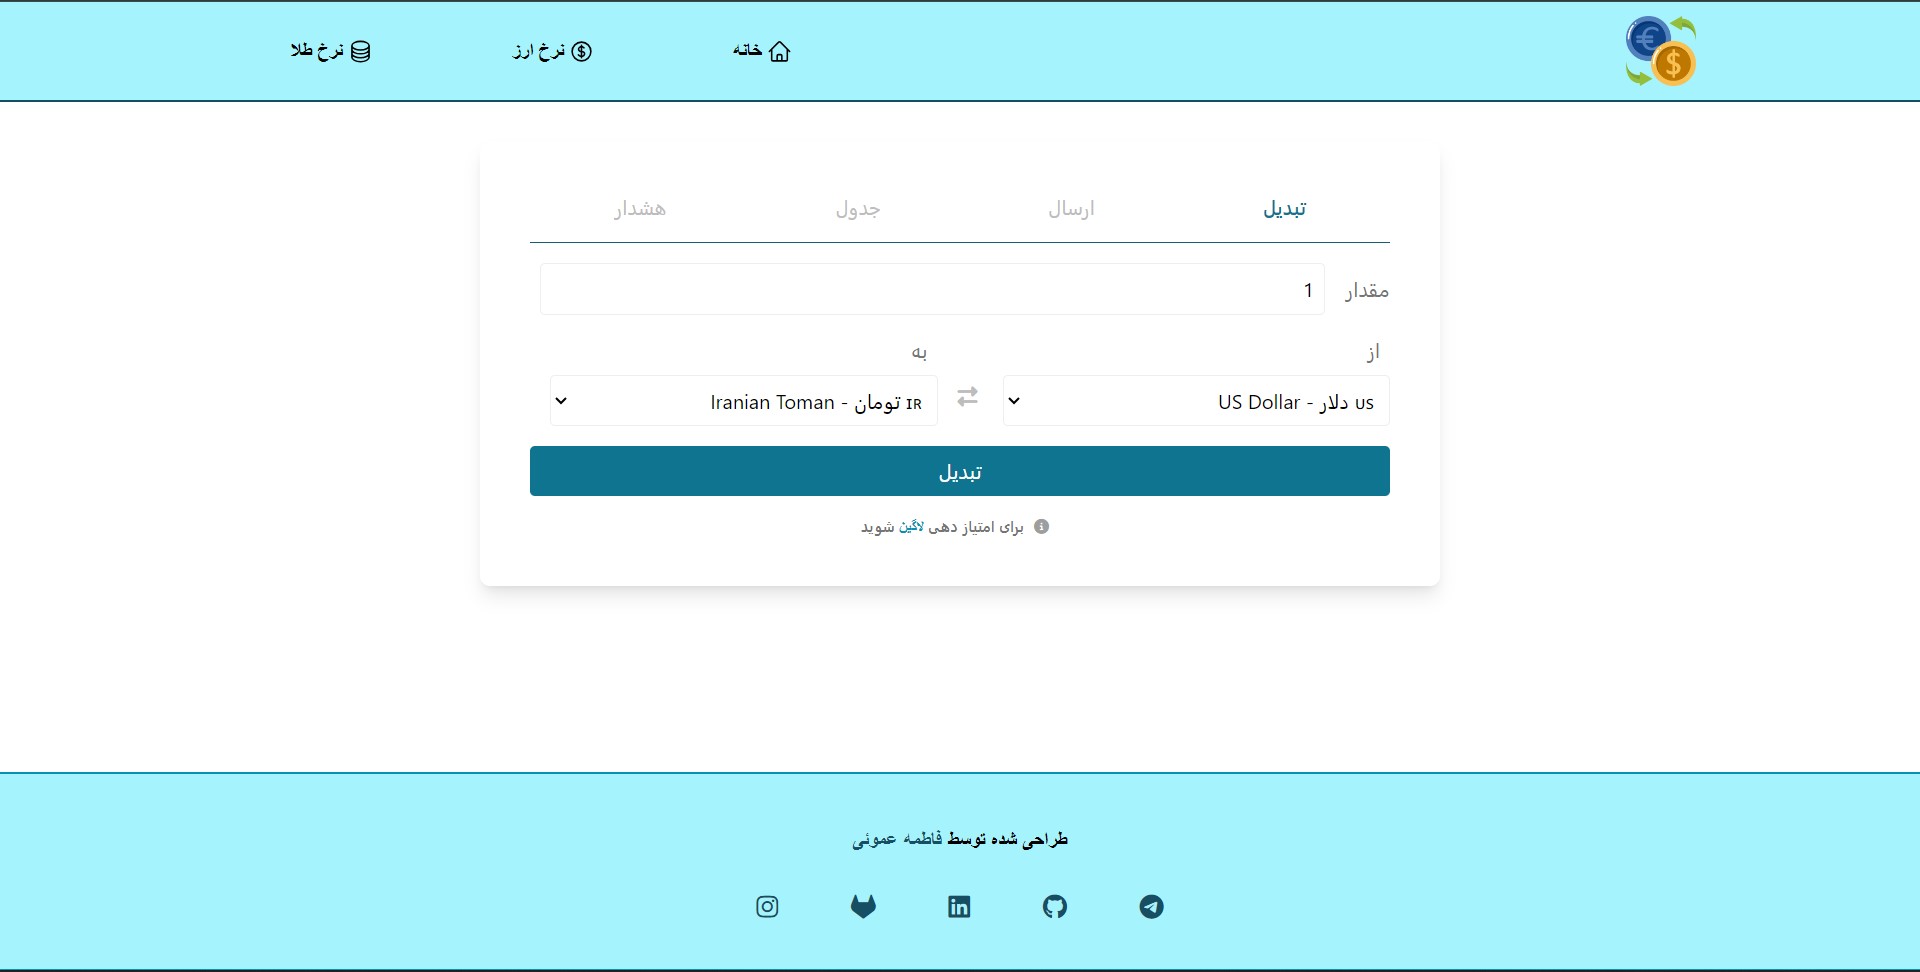 خانه
نرخ ارز
نرخ طلا
تبدیل
ارسال
جدول
هشدار
مقدار
1
از
به
US دلار - US Dollar
IR تومان - Iranian Toman
تبدیل
برای امتیاز دهی لاگین شوید
طراحی شده توسط فاطمه عموئی